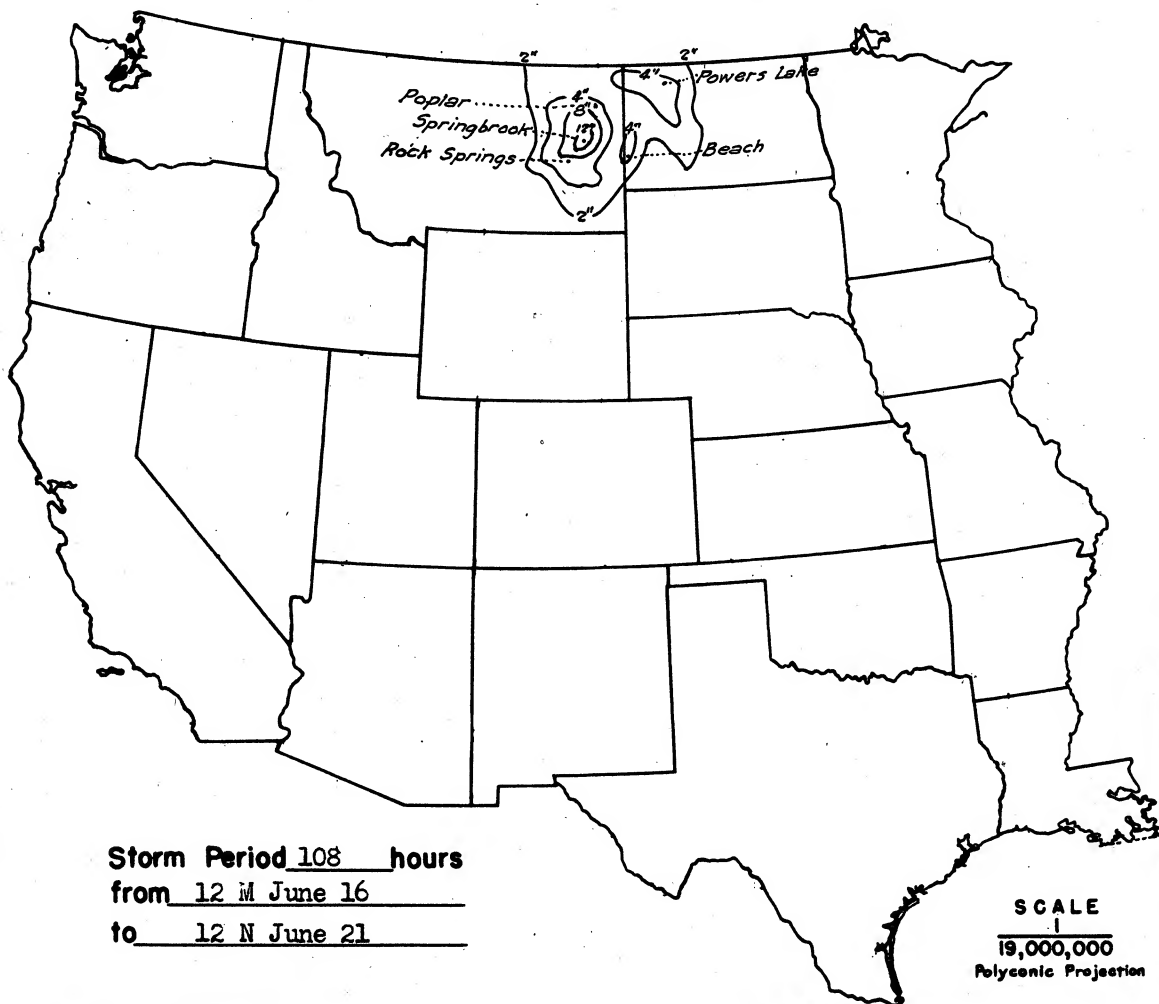 2" 2"
4" Powers Lake
Poplar 4"
8"
Springbrook 12" 4"
Rock Springs Beach
2"
Storm Period 108 hours
from 12 M June 16
to 12 N June 21
SCALE
1
19,000,000
Polyconic Projection